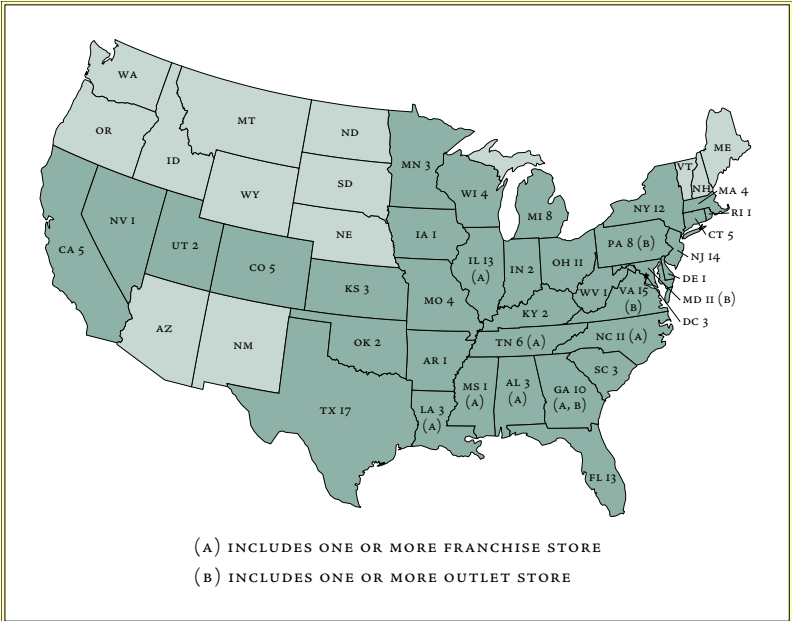 WA
MT
ND
OR
ID
WY
SD
NE
MN 3
WI 4
MI 8
ME
VT
NH
MA 4
RI 1
CT 5
NY 12
PA 8 (B)
NJ 14
DE 1
MD 11 (B)
DC 3
CA 5
NV 1
UT 2
CO 5
KS 3
IA 1
MO 4
IL 13
(A)
IN 2
OH 11
WV 1
VA 15
(B)
KY 2
TN 6 (A)
NC 11 (A)
SC 3
AZ
NM
OK 2
AR 1
TX 17
LA 3
(A)
MS 1
(A)
AL 3
(A)
GA 10
(A, B)
FL 13
(A) INCLUDES ONE OR MORE FRANCHISE STORE
(B) INCLUDES ONE OR MORE OUTLET STORE